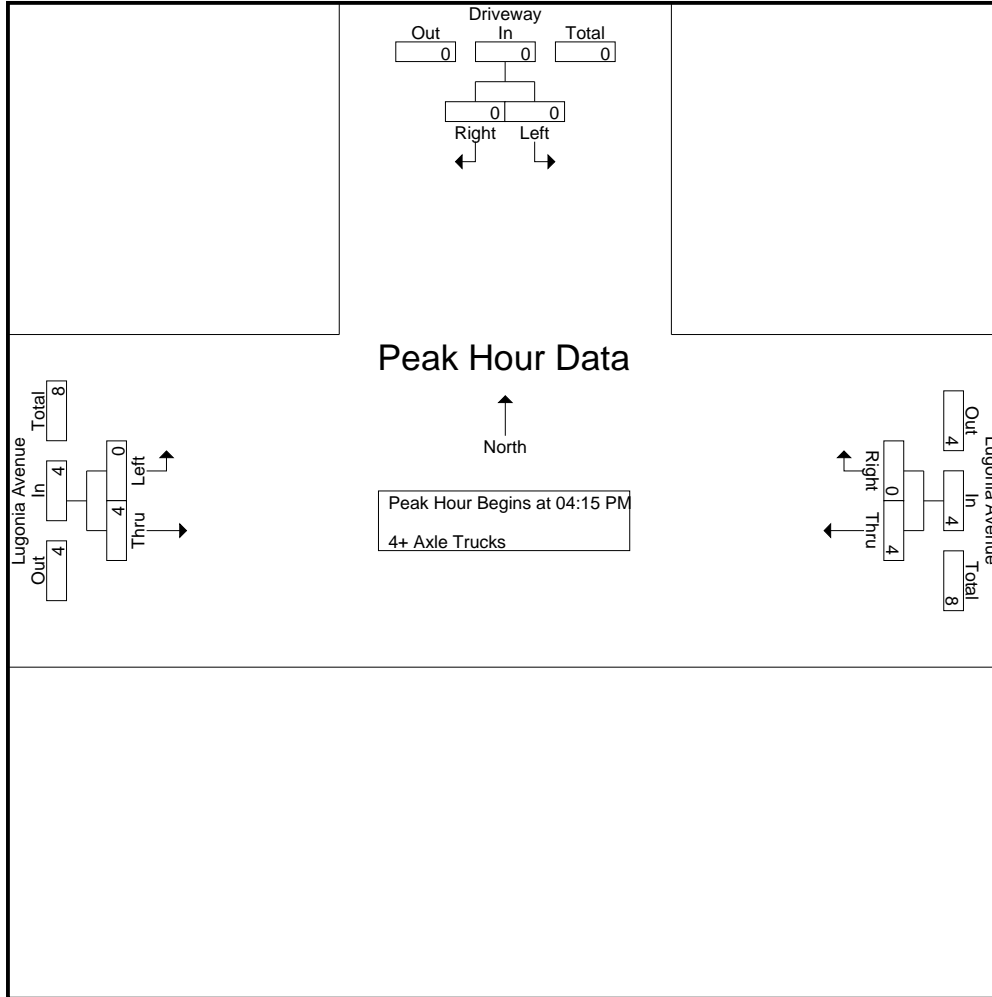 Driveway
Out In Total
0 0 0
0 0
Right Left
Peak Hour Data
North
Peak Hour Begins at 04:15 PM
4+ Axle Trucks
Lugonia Avenue
Out In Total
4 4 8
0 4
Left
Thru
Lugonia Avenue
Out In Total
4 4 8
0 4
Right Thru